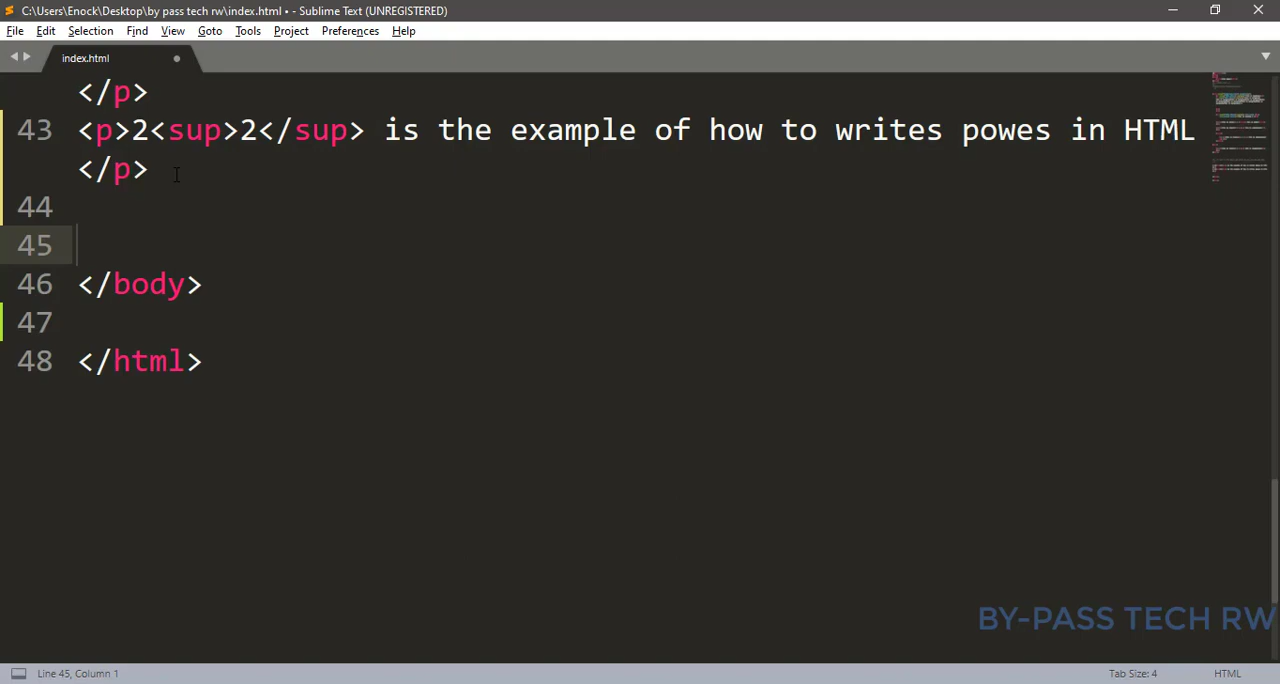 C:\Users\Enock\Desktop\by pass tech rw\index.html • - Sublime Text (UNREGISTERED)
File Edit Selection Find View Goto Tools Project Preferences Help
index.html
</p>
43 <p>2<sup>2</sup> is the example of how to writes powes in HTML
</p>
44
45
46 </body>
47
48 </html>
BY-PASS TECH RW
Line 45, Column 1 Tab Size: 4 HTML